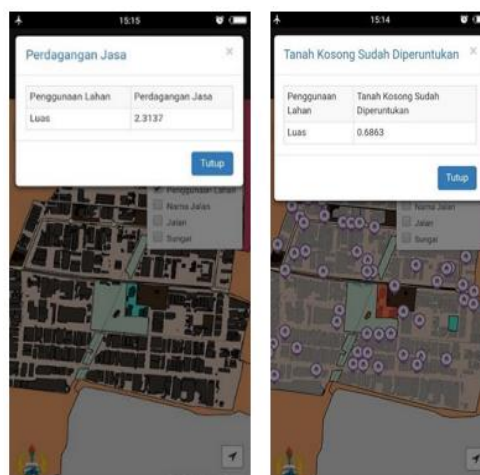 15:15
Perdagangan Jasa ×
Penggunaan Lahan Perdagangan Jasa
Luas 2.3137
Tutup
Penggunaan Lahan
Nama Jalan
Jalan
Sungai
15:14
Tanah Kosong Sudah Diperuntukan ×
Penggunaan Tanah Kosong Sudah
Lahan Diperuntukan
Luas 0.6863
Tutup
Nama Jalan
Jalan
Sungai